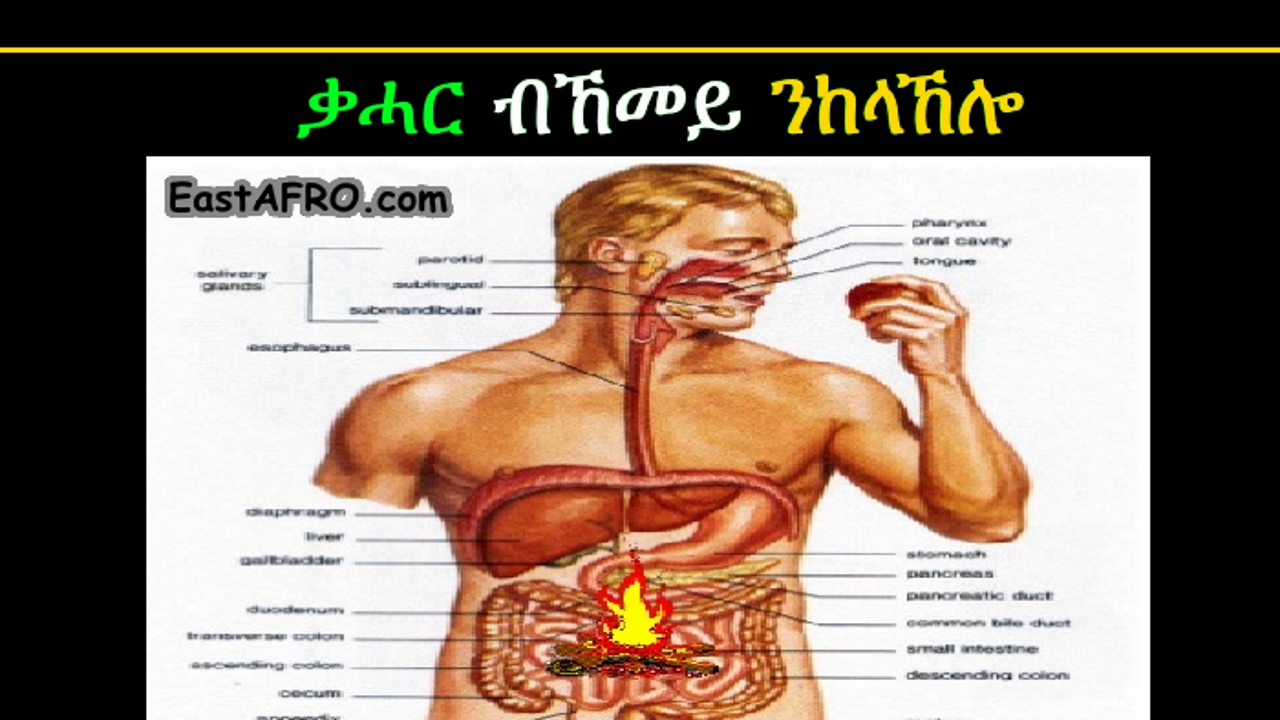 ቃሓር ብኸመይ ንከላኸሎ
EastAFRO.com
pharynx
oral cavity
tongue
salivary
glands
parotid
sublingual
submandibular
esophagus
diaphragm
liver
gallbladder
duodenum
transverse colon
ascending colon
cecum
appendix
stomach
pancreas
pancreatic duct
common bile duct
small intestine
descending colon